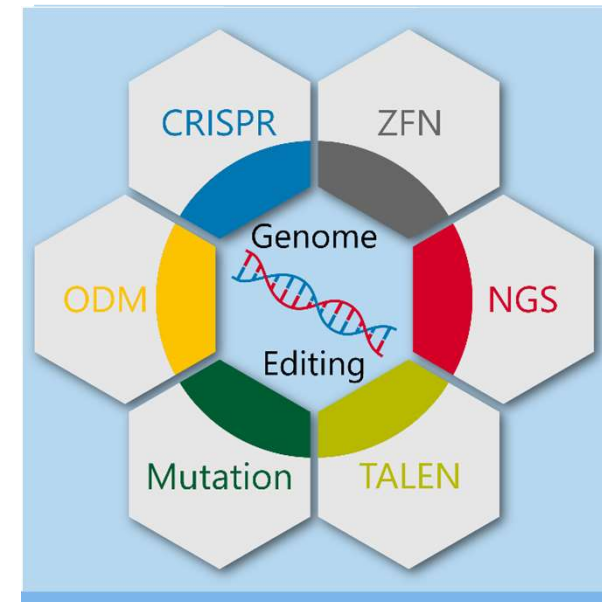 CRISPR
ZFN
Genome
ODM
NGS
Editing
Mutation
TALEN